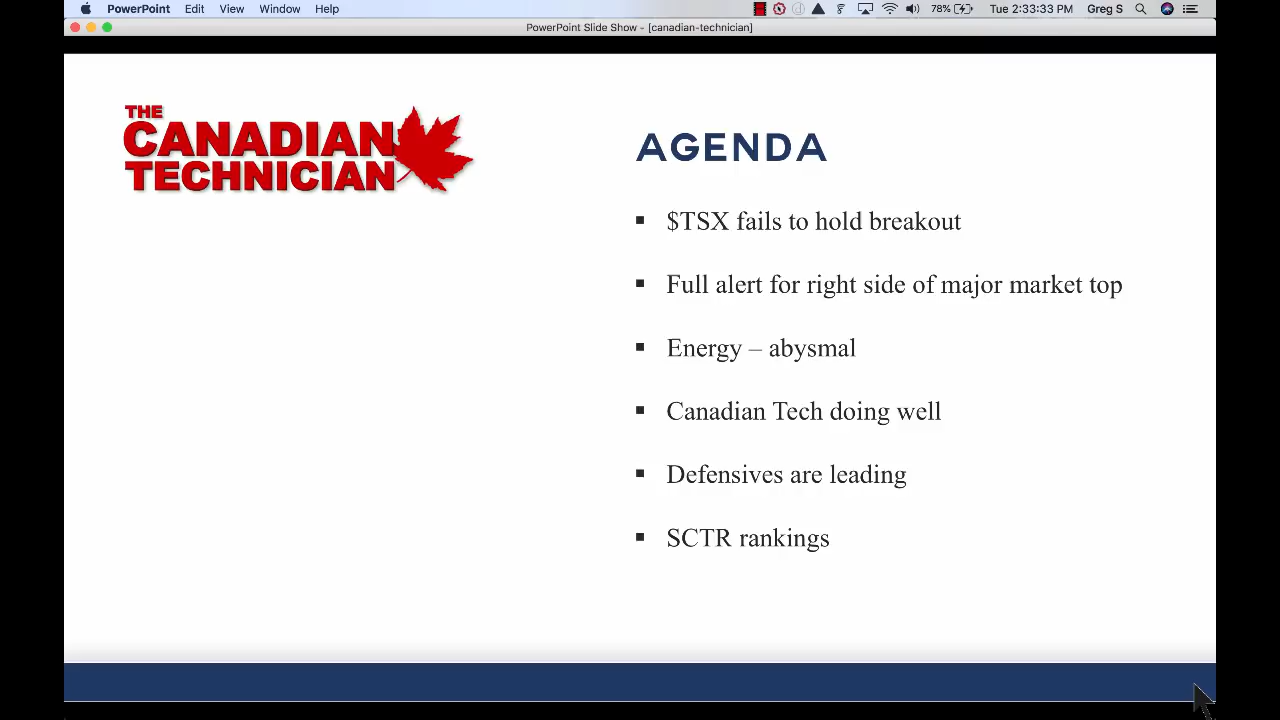 PowerPoint Edit View Window Help 78% Tue 2:33:33 PM Greg S
PowerPoint Slide Show - [canadian-technician]
THE
CANADIAN
TECHNICIAN
AGENDA
▪ $TSX fails to hold breakout
▪ Full alert for right side of major market top
▪ Energy – abysmal
▪ Canadian Tech doing well
▪ Defensives are leading
▪ SCTR rankings